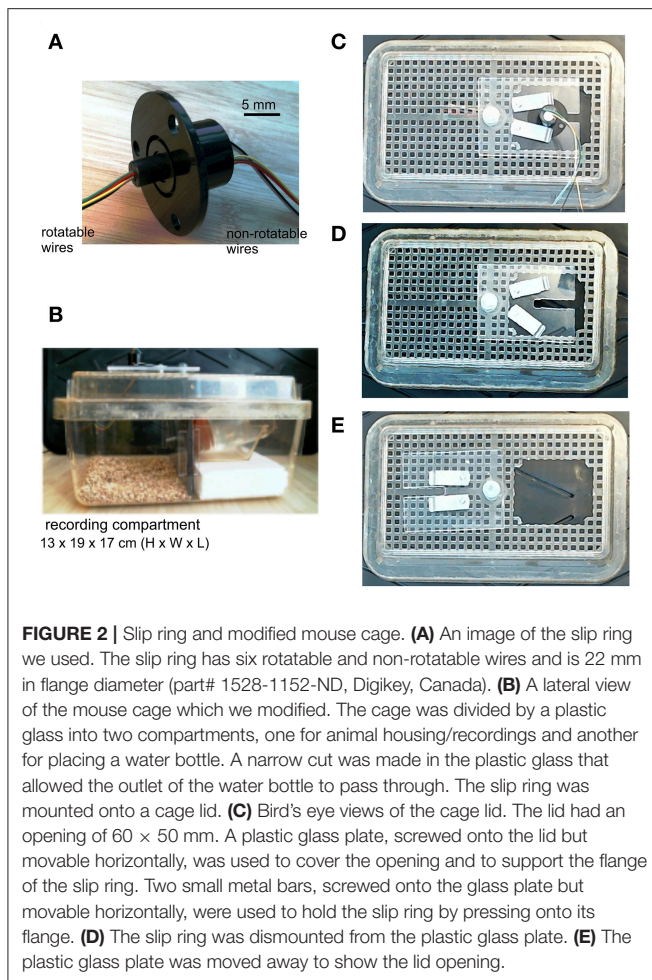 A
5 mm
rotatable
wires
non-rotatable
wires
B
recording compartment
13 x 19 x 17 cm (H x W x L)
C
D
E
FIGURE 2 | Slip ring and modified mouse cage. (A) An image of the slip ring
we used. The slip ring has six rotatable and non-rotatable wires and is 22 mm
in flange diameter (part# 1528-1152-ND, Digikey, Canada). (B) A lateral view
of the mouse cage which we modified. The cage was divided by a plastic
glass into two compartments, one for animal housing/recordings and another
for placing a water bottle. A narrow cut was made in the plastic glass that
allowed the outlet of the water bottle to pass through. The slip ring was
mounted onto a cage lid. (C) Bird's eye views of the cage lid. The lid had an
opening of 60 × 50 mm. A plastic glass plate, screwed onto the lid but
movable horizontally, was used to cover the opening and to support the flange
of the slip ring. Two small metal bars, screwed onto the glass plate but
movable horizontally, were used to hold the slip ring by pressing onto its
flange. (D) The slip ring was dismounted from the plastic glass plate. (E) The
plastic glass plate was moved away to show the lid opening.